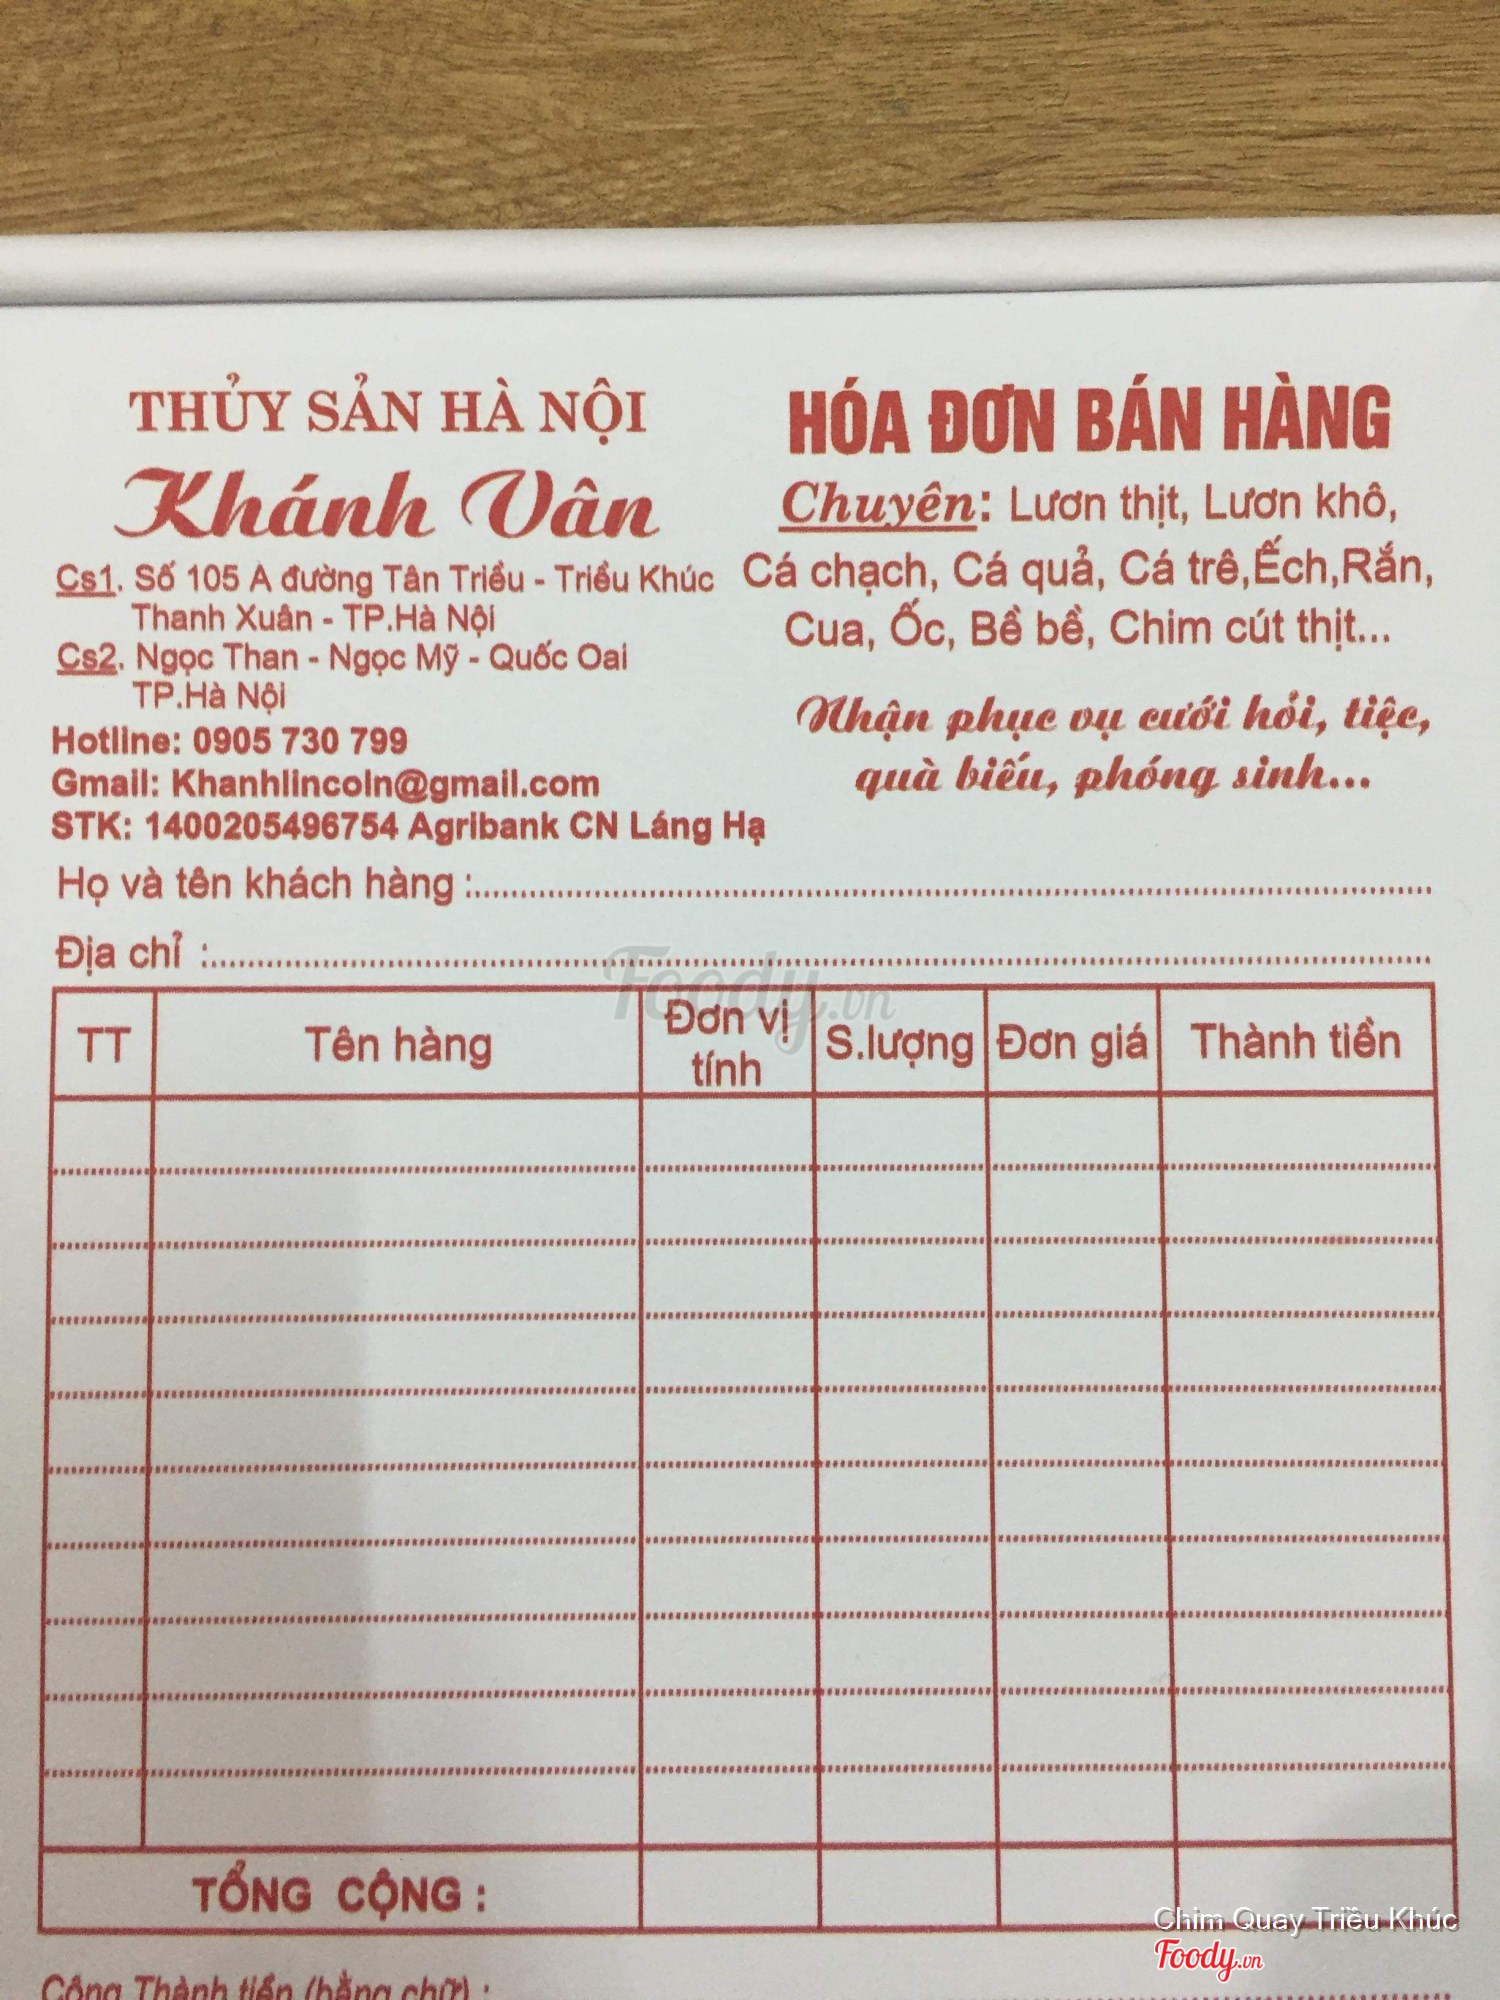 THỦY SẢN HÀ NỘI
Khánh Vân
Cs1. Số 105 A đường Tân Triều - Triều Khúc
Thanh Xuân - TP.Hà Nội
Cs2. Ngọc Than - Ngọc Mỹ - Quốc Oai
TP.Hà Nội
Hotline: 0905 730 799
Gmail: Khanhlincoln@gmail.com
STK: 1400205496754 Agribank CN Láng Hạ
HÓA ĐƠN BÁN HÀNG
Chuyên: Lươn thịt, Lươn khô,
Cá chạch, Cá quả, Cá trê,Ếch,Rắn,
Cua, Ốc, Bề bề, Chim cút thịt...
Nhận phục vụ cưới hỏi, tiệc,
quà biếu, phóng sinh...
Họ và tên khách hàng :
Địa chỉ :
Foody.vn
TT Tên hàng Đơn vị tính S.lượng Đơn giá Thành tiền
TỔNG CỘNG :
Cộng Thành tiền (bằng chữ) :
Chim Quay Triều Khúc
Foody.vn